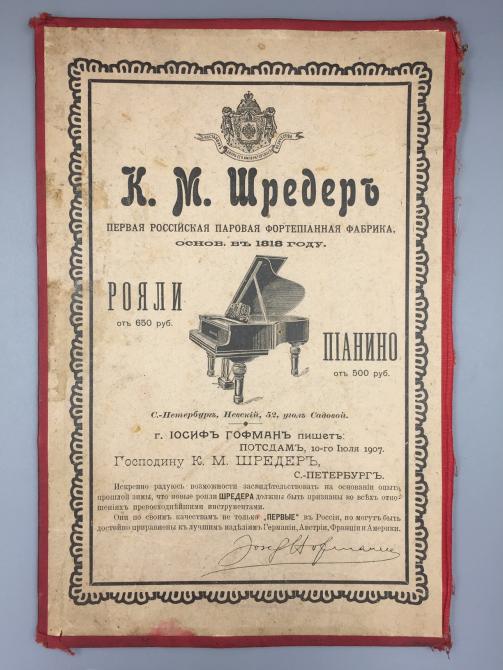 К. М. Шредеръ
ПЕРВАЯ РОССІЙСКАЯ ПАРОВАЯ ФОРТЕПІАННАЯ ФАБРИКА,
ОСНОВ. ВЪ 1818 ГОДУ.
РОЯЛИ
отъ 650 руб.
ПІАНИНО
отъ 500 руб.
С.-Петербургъ, Невскій, 52, уголъ Садовой.
г. ІОСИФЪ ГОФМАНЪ пишетъ:
ПОТСДАМЪ, 10-го Іюля 1907.
Господину К. М. ШРЕДЕРЪ,
С.-ПЕТЕРБУРГЪ.
Искренно радуюсь возможности засвидѣтельствовать на основаніи опыта
прошлой зимы, что новые рояли ШРЕДЕРА должны быть признаны во всѣхъ отно-
шеніяхъ превосходнѣйшими инструментами.
Они по своимъ качествамъ не только „ПЕРВЫЕ" въ Россіи, но могутъ быть
достойно приравнены къ лучшимъ издѣліямъ Германіи, Австріи, Франціи и Америки.
Josef Hofmann